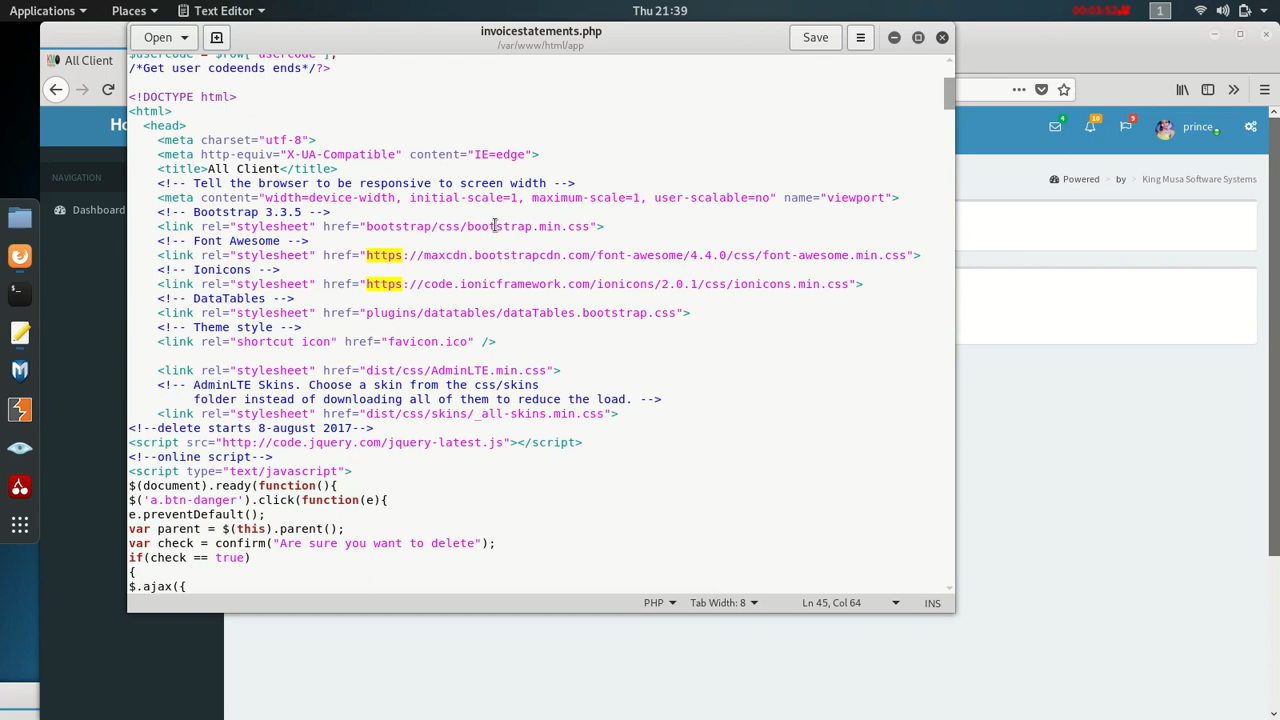 Applications
Places
Text Editor
Thu 21:39
00:03:52
1
Open
invoicestatements.php
/var/www/html/app
Save
All Client
Ho
NAVIGATION
Dashboard
4
10
9
prince
Powered by King Musa Software Systems
/*Get user codeends ends*/?>
<!DOCTYPE html>
<html>
<head>
<meta charset="utf-8">
<meta http-equiv="X-UA-Compatible" content="IE=edge">
<title>All Client</title>
<!-- Tell the browser to be responsive to screen width -->
<meta content="width=device-width, initial-scale=1, maximum-scale=1, user-scalable=no" name="viewport">
<!-- Bootstrap 3.3.5 -->
<link rel="stylesheet" href="bootstrap/css/bootstrap.min.css">
<!-- Font Awesome -->
<link rel="stylesheet" href="https://maxcdn.bootstrapcdn.com/font-awesome/4.4.0/css/font-awesome.min.css">
<!-- Ionicons -->
<link rel="stylesheet" href="https://code.ionicframework.com/ionicons/2.0.1/css/ionicons.min.css">
<!-- DataTables -->
<link rel="stylesheet" href="plugins/datatables/dataTables.bootstrap.css">
<!-- Theme style -->
<link rel="shortcut icon" href="favicon.ico" />
<link rel="stylesheet" href="dist/css/AdminLTE.min.css">
<!-- AdminLTE Skins. Choose a skin from the css/skins
folder instead of downloading all of them to reduce the load. -->
<link rel="stylesheet" href="dist/css/skins/_all-skins.min.css">
<!--delete starts 8-august 2017-->
<script src="http://code.jquery.com/jquery-latest.js"></script>
<!--online script-->
<script type="text/javascript">
$(document).ready(function(){
$('a.btn-danger').click(function(e){
e.preventDefault();
var parent = $(this).parent();
var check = confirm("Are sure you want to delete");
if(check == true)
{
$.ajax({
PHP
Tab Width: 8
Ln 45, Col 64
INS